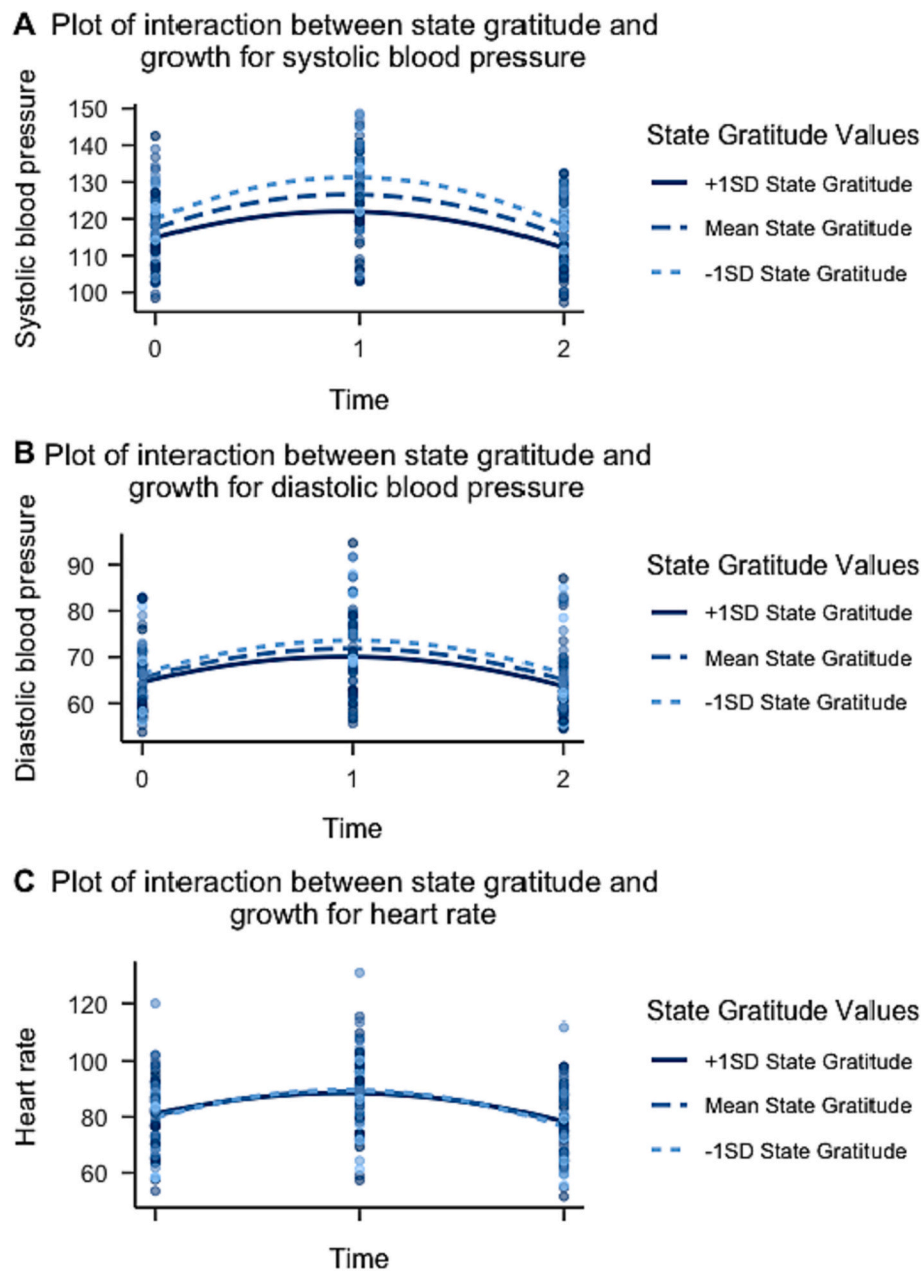 A Plot of interaction between state gratitude and
growth for systolic blood pressure
Systolic blood pressure
150
140
130
120
110
100
0
1
2
Time
State Gratitude Values
+1SD State Gratitude
Mean State Gratitude
-1SD State Gratitude
B Plot of interaction between state gratitude and
growth for diastolic blood pressure
Diastolic blood pressure
90
80
70
60
0
1
2
Time
State Gratitude Values
+1SD State Gratitude
Mean State Gratitude
-1SD State Gratitude
C Plot of interaction between state gratitude and
growth for heart rate
Heart rate
120
100
80
60
Time
State Gratitude Values
+1SD State Gratitude
Mean State Gratitude
-1SD State Gratitude